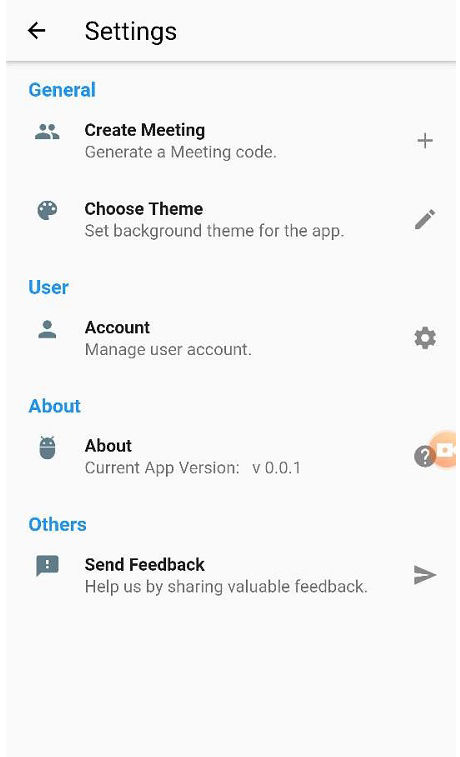 Settings
General
Create Meeting
Generate a Meeting code.
Choose Theme
Set background theme for the app.
User
Account
Manage user account.
About
About
Current App Version: v 0.0.1
Others
Send Feedback
Help us by sharing valuable feedback.